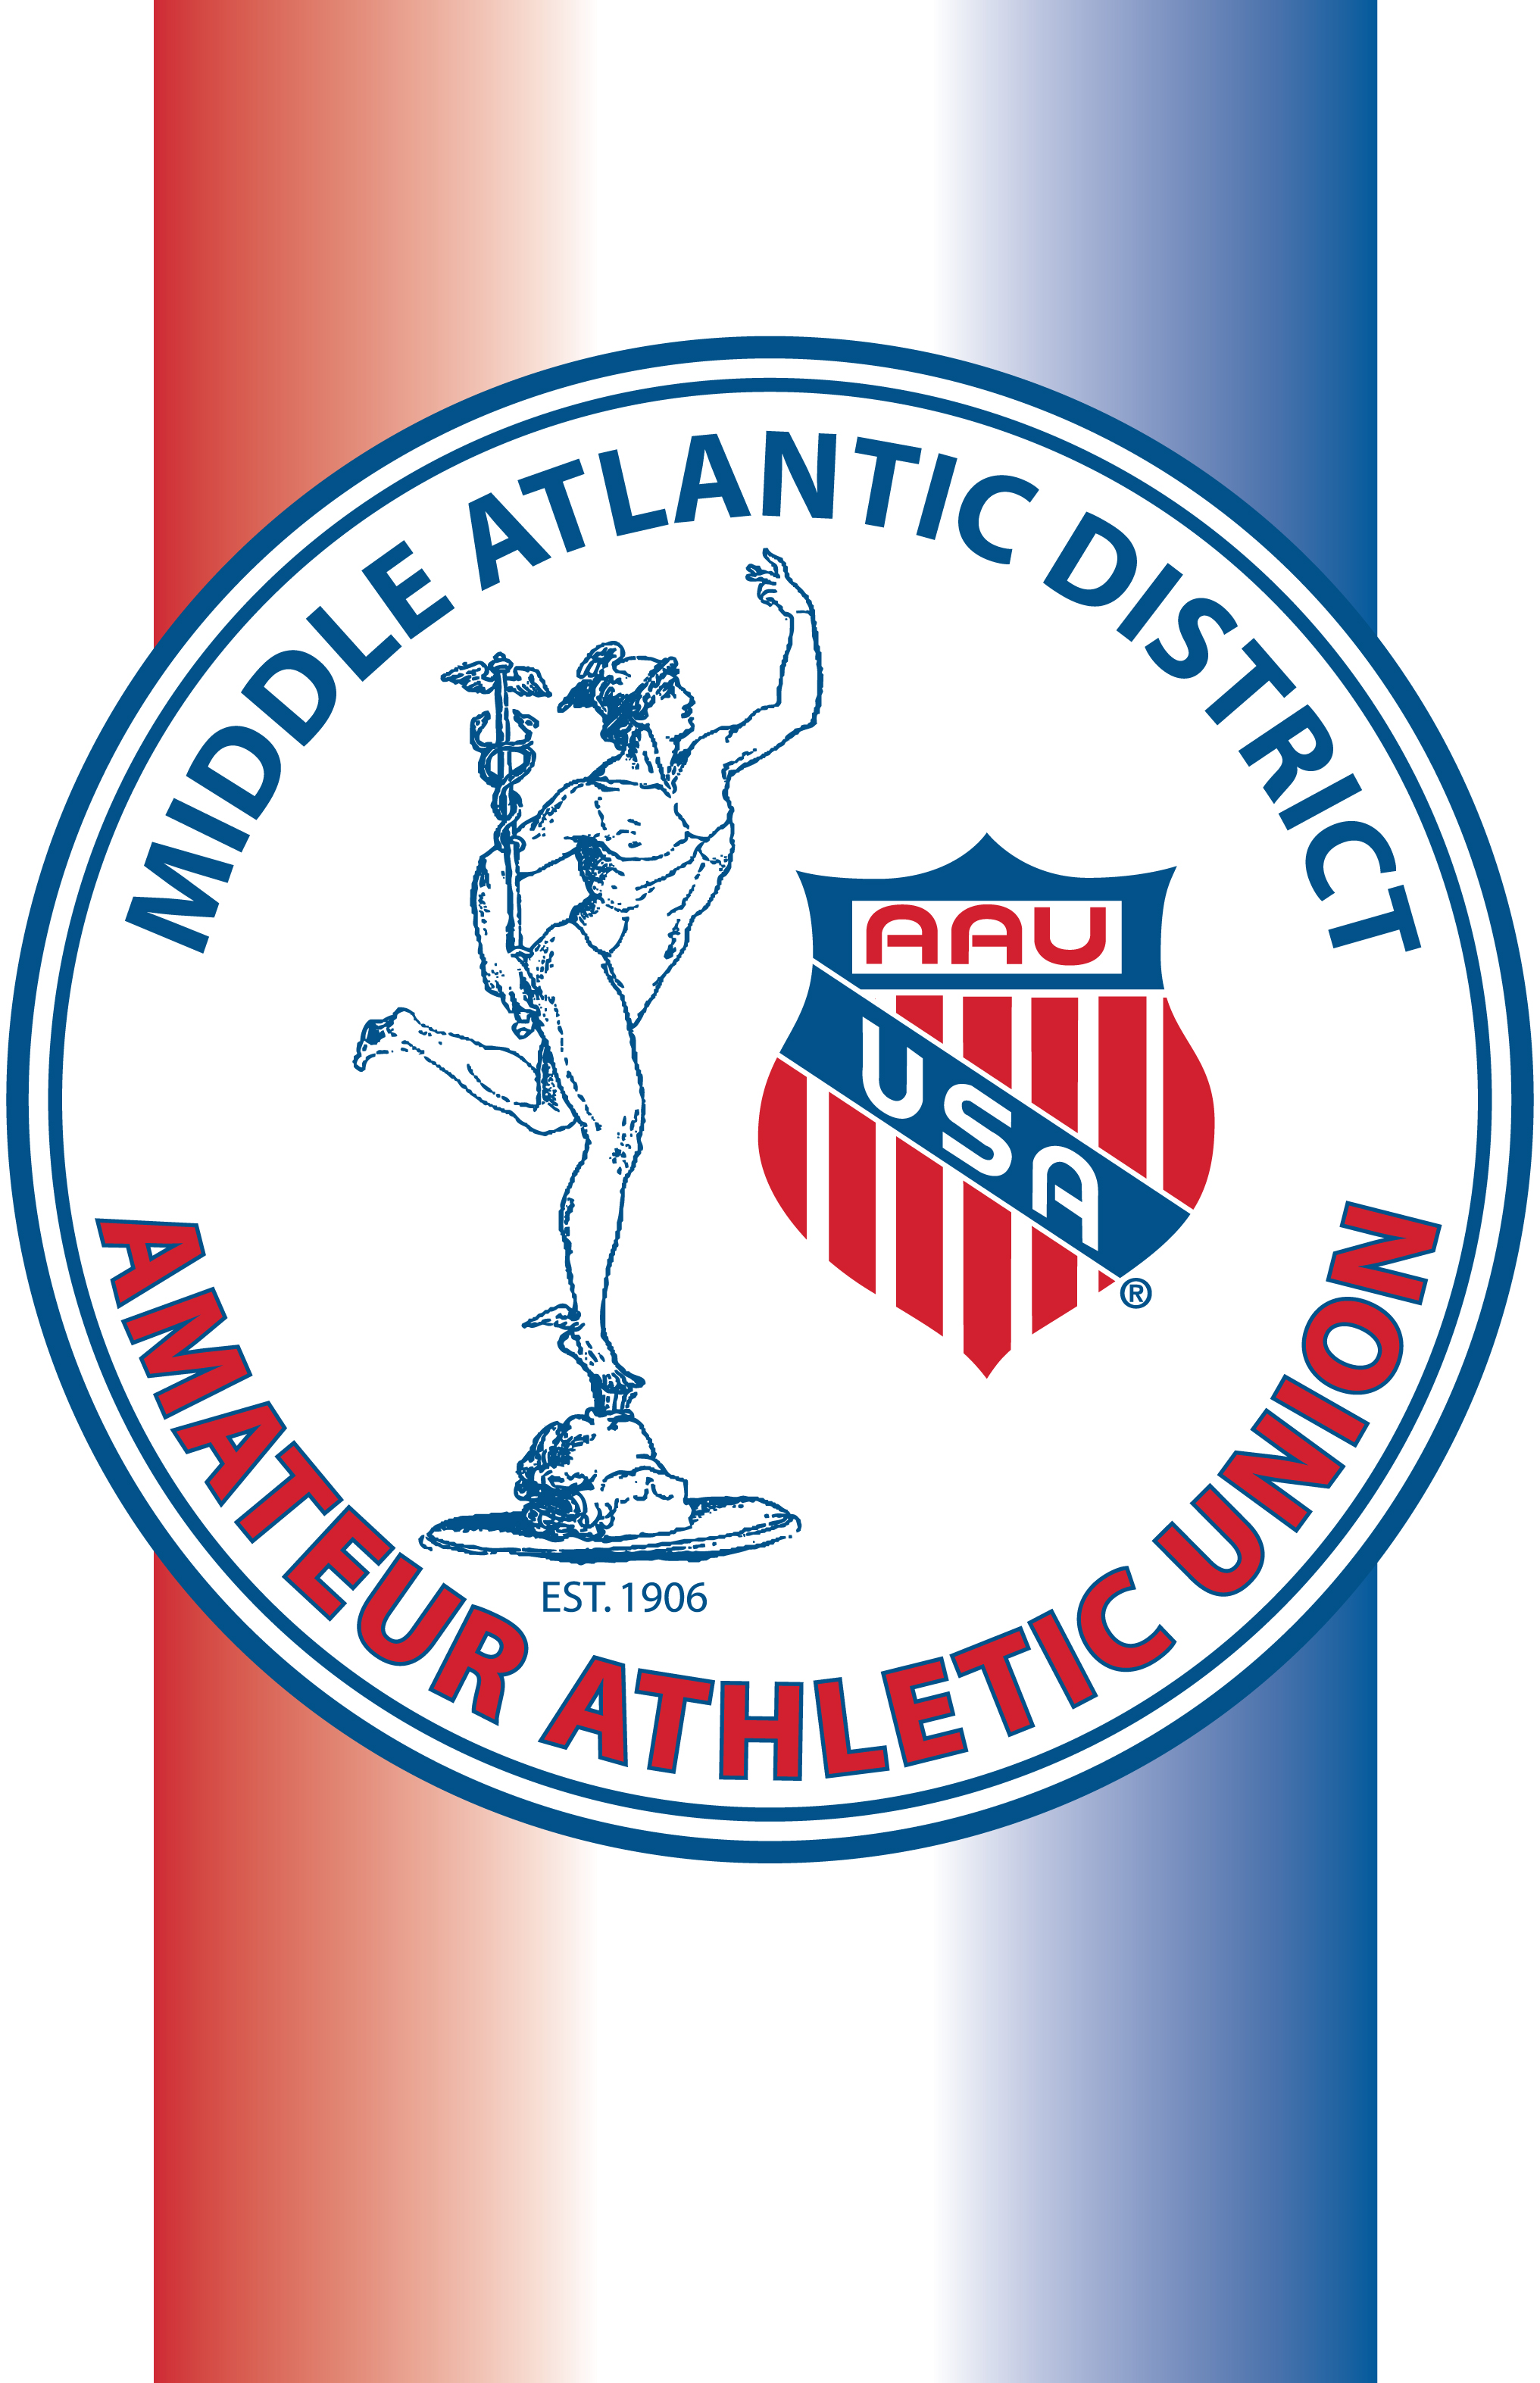 MIDDLE ATLANTIC DISTRICT
AAU
USA
®
EST. 1906
AMATEUR ATHLETIC UNION